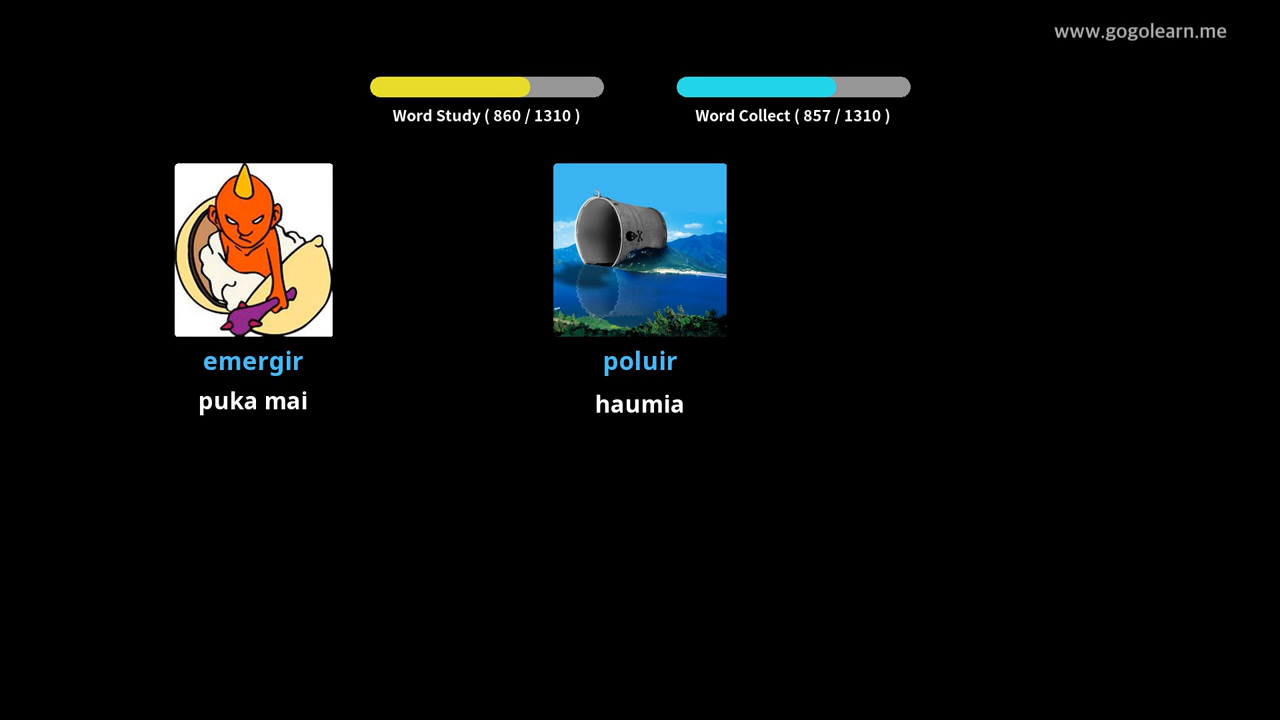 www.gogolearn.me
Word Study ( 860 / 1310 )
Word Collect ( 857 / 1310 )
emergir
puka mai
poluir
haumia